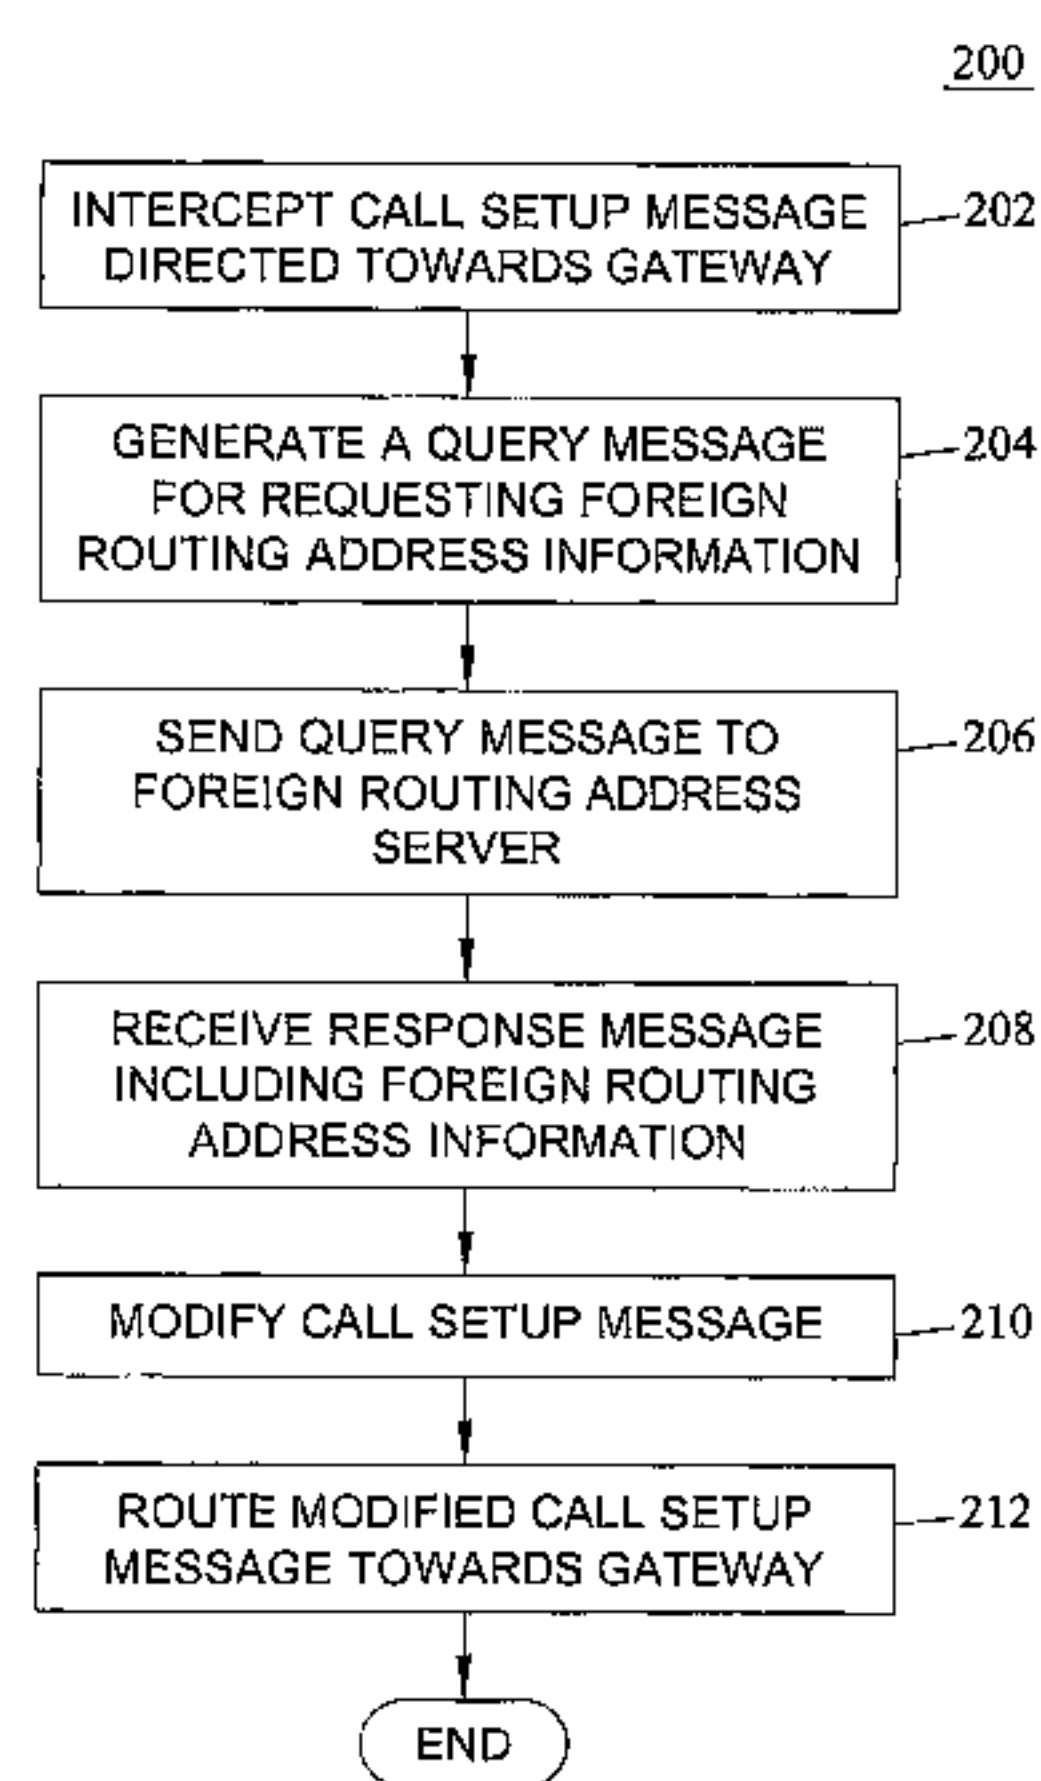 200
INTERCEPT CALL SETUP MESSAGE
DIRECTED TOWARDS GATEWAY
202
GENERATE A QUERY MESSAGE
FOR REQUESTING FOREIGN
ROUTING ADDRESS INFORMATION
204
SEND QUERY MESSAGE TO
FOREIGN ROUTING ADDRESS
SERVER
206
RECEIVE RESPONSE MESSAGE
INCLUDING FOREIGN ROUTING
ADDRESS INFORMATION
208
MODIFY CALL SETUP MESSAGE
210
ROUTE MODIFIED CALL SETUP
MESSAGE TOWARDS GATEWAY
212
END